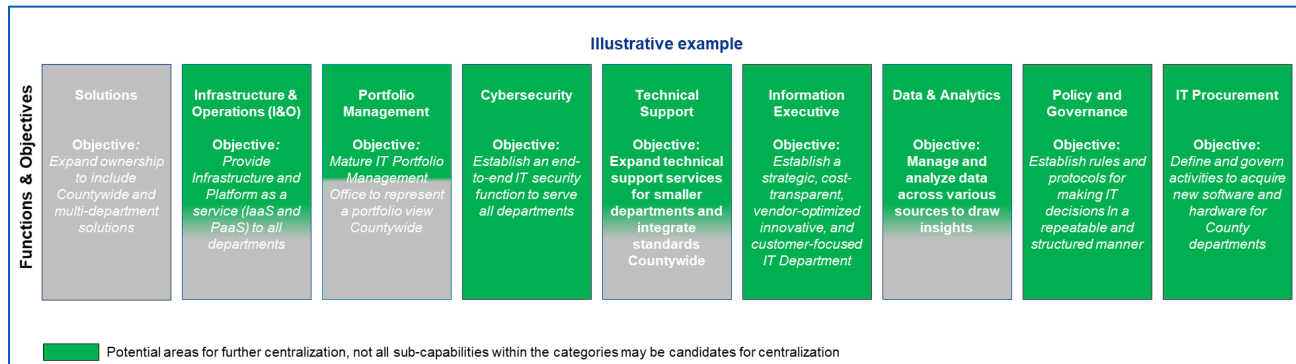 Illustrative example
Functions & Objectives
Solutions
Objective:
Expand ownership
to include
Countywide and
multi-department
solutions
Infrastructure &
Operations (I&O)
Objective:
Provide
Infrastructure and
Platform as a
service (IaaS and
PaaS) to all
departments
Portfolio
Management
Objective:
Mature IT Portfolio
Management
Office to represent
a portfolio view
Countywide
Cybersecurity
Objective:
Establish an end-
to-end IT security
function to serve
all departments
Technical
Support
Objective:
Expand technical
support services
for smaller
departments and
integrate
standards
Countywide
Information
Executive
Objective:
Establish a
strategic, cost-
transparent,
vendor-optimized
innovative, and
customer-focused
IT Department
Data & Analytics
Objective:
Manage and
analyze data
across various
sources to draw
insights
Policy and
Governance
Objective:
Establish rules and
protocols for
making IT
decisions In a
repeatable and
structured manner
IT Procurement
Objective:
Define and govern
activities to acquire
new software and
hardware for
County
departments
Potential areas for further centralization, not all sub-capabilities within the categories may be candidates for centralization